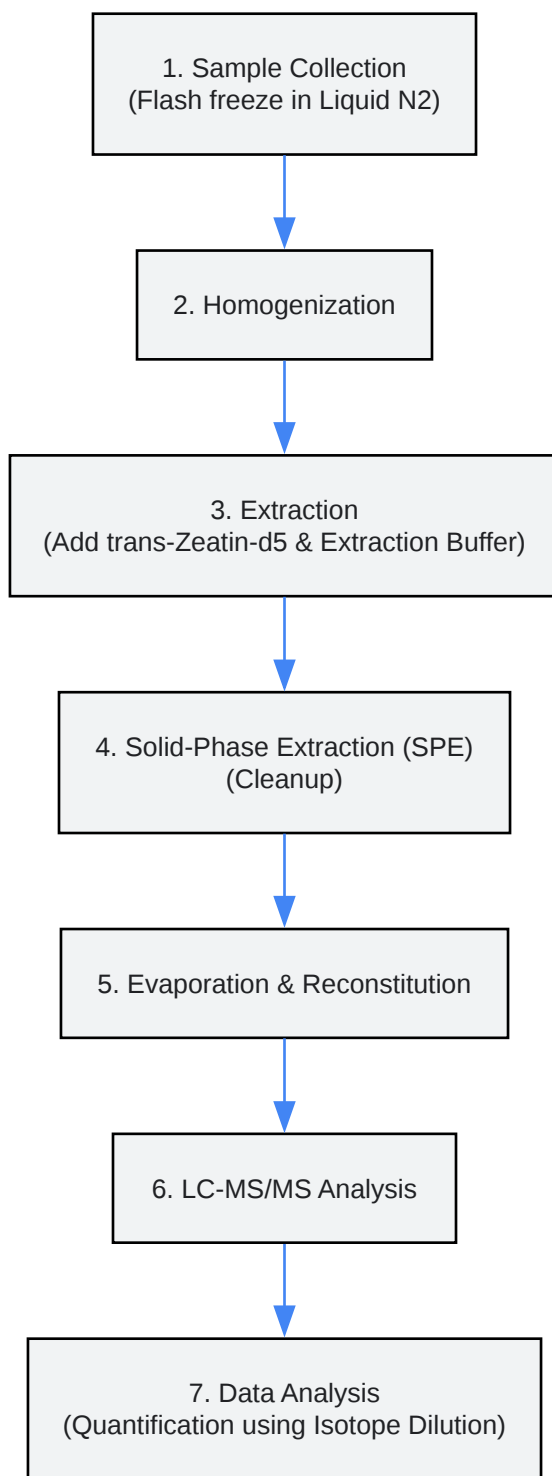 1. Sample Collection
(Flash freeze in Liquid N2)
2. Homogenization
3. Extraction
(Add trans-Zeatin-d5 & Extraction Buffer)
4. Solid-Phase Extraction (SPE)
(Cleanup)
5. Evaporation & Reconstitution
6. LC-MS/MS Analysis
7. Data Analysis
(Quantification using Isotope Dilution)